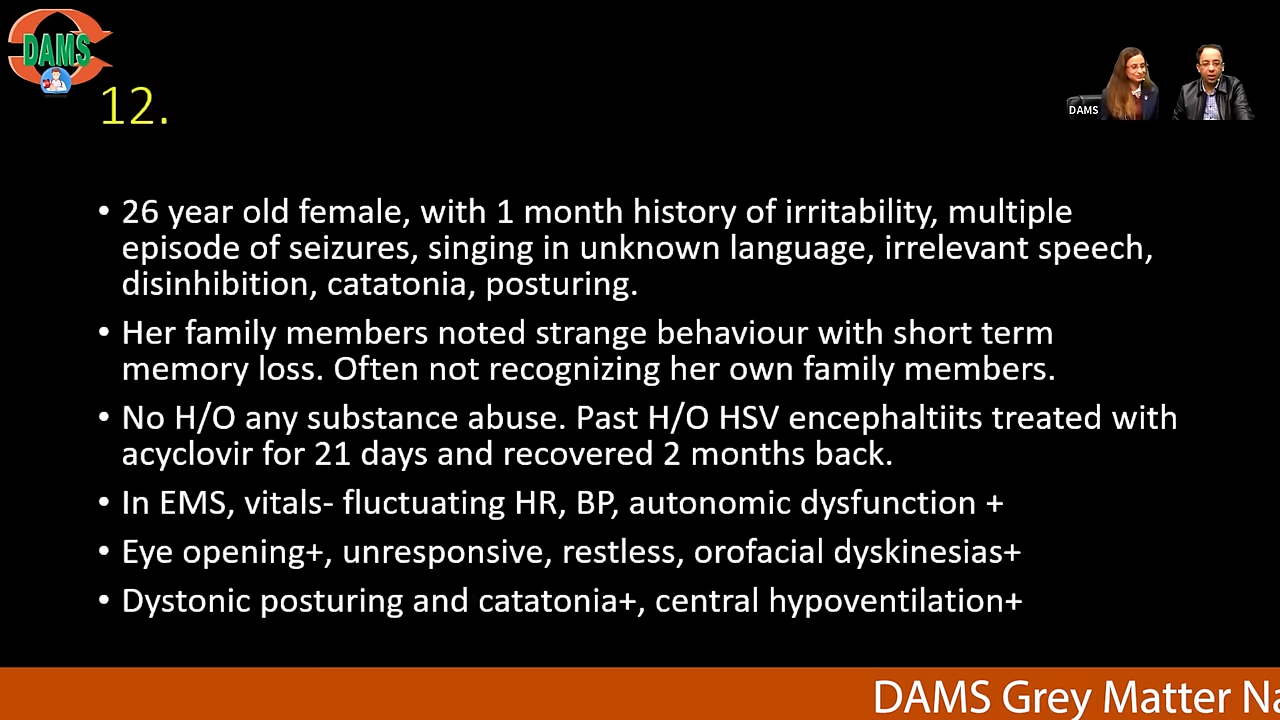 DAMS
12.
DAMS
• 26 year old female, with 1 month history of irritability, multiple
episode of seizures, singing in unknown language, irrelevant speech,
disinhibition, catatonia, posturing.
• Her family members noted strange behaviour with short term
memory loss. Often not recognizing her own family members.
• No H/O any substance abuse. Past H/O HSV encephaltiits treated with
acyclovir for 21 days and recovered 2 months back.
• In EMS, vitals- fluctuating HR, BP, autonomic dysfunction +
• Eye opening+, unresponsive, restless, orofacial dyskinesias+
• Dystonic posturing and catatonia+, central hypoventilation+
DAMS Grey Matter Na